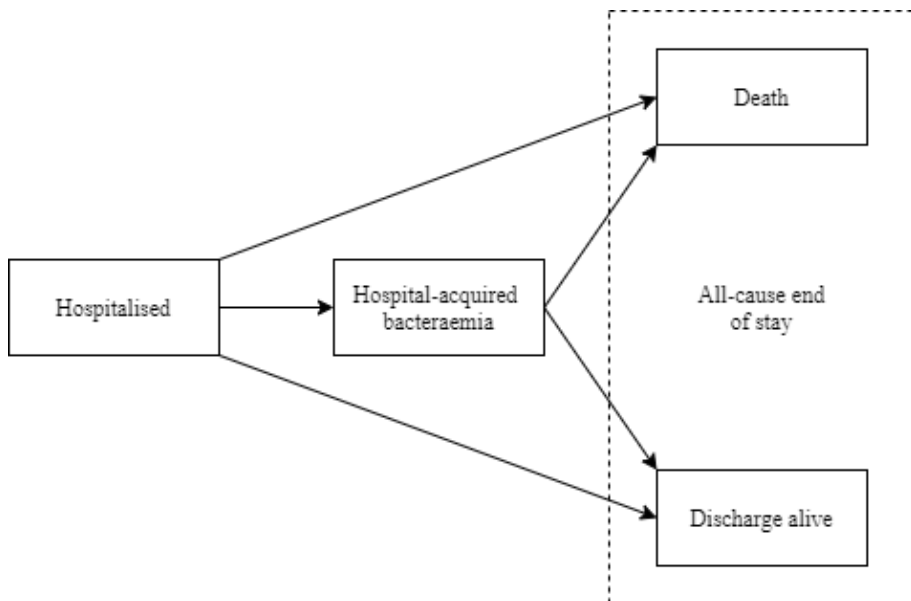 Death
Hospitalised
Hospital-acquired
bacteraemia
All-cause end
of stay
Discharge alive